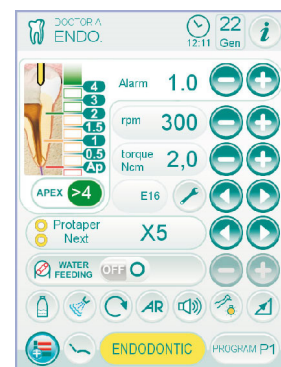 DOCTOR A
ENDO.
12:11
22
Gen
i
4
3
2
1.5
1
0.5
Ap
APEX >4
Alarm 1.0
rpm 300
torque
Ncm 2,0
E16
Protaper
Next X5
WATER
FEEDING OFF
AR
ENDODONTIC
PROGRAM P1